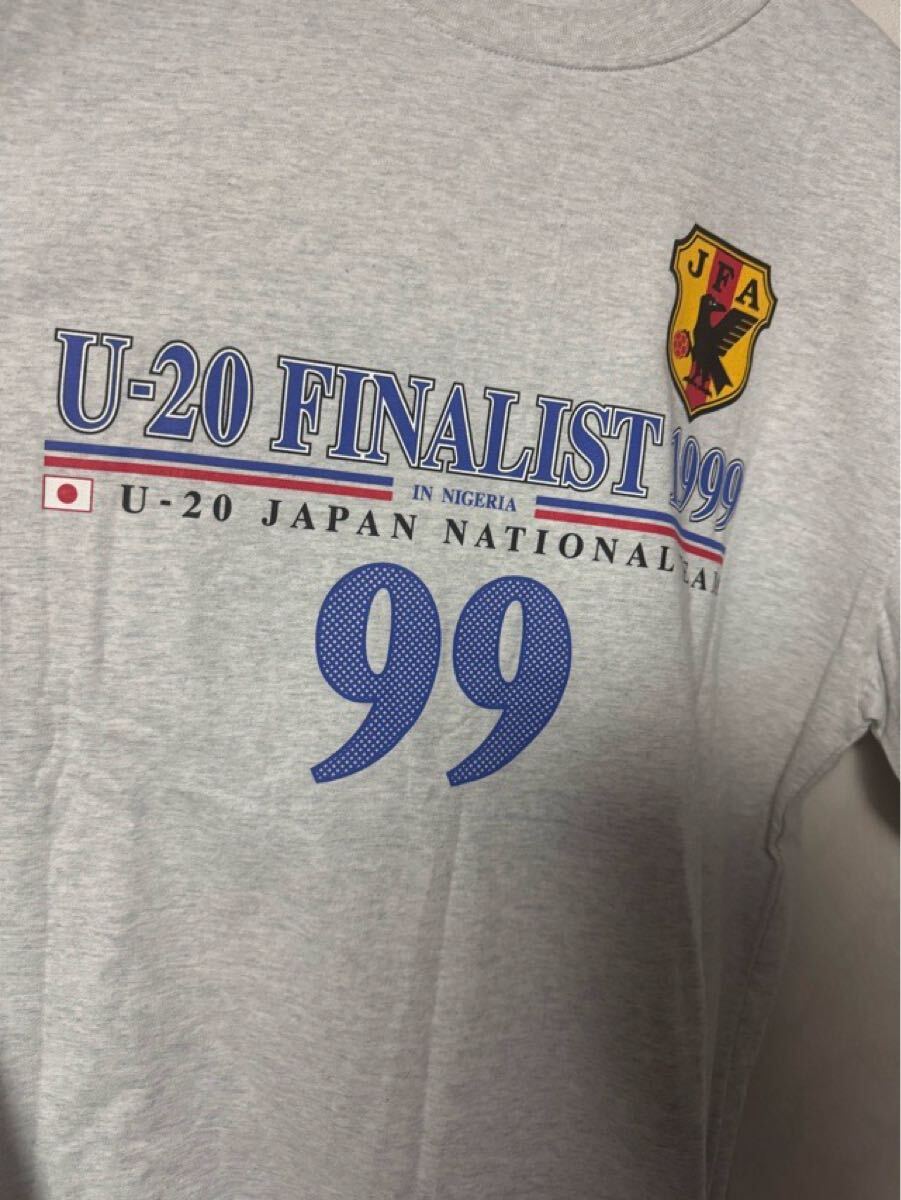 JFA
U-20 FINALIST 1999
IN NIGERIA
U-20 JAPAN NATIONAL
99